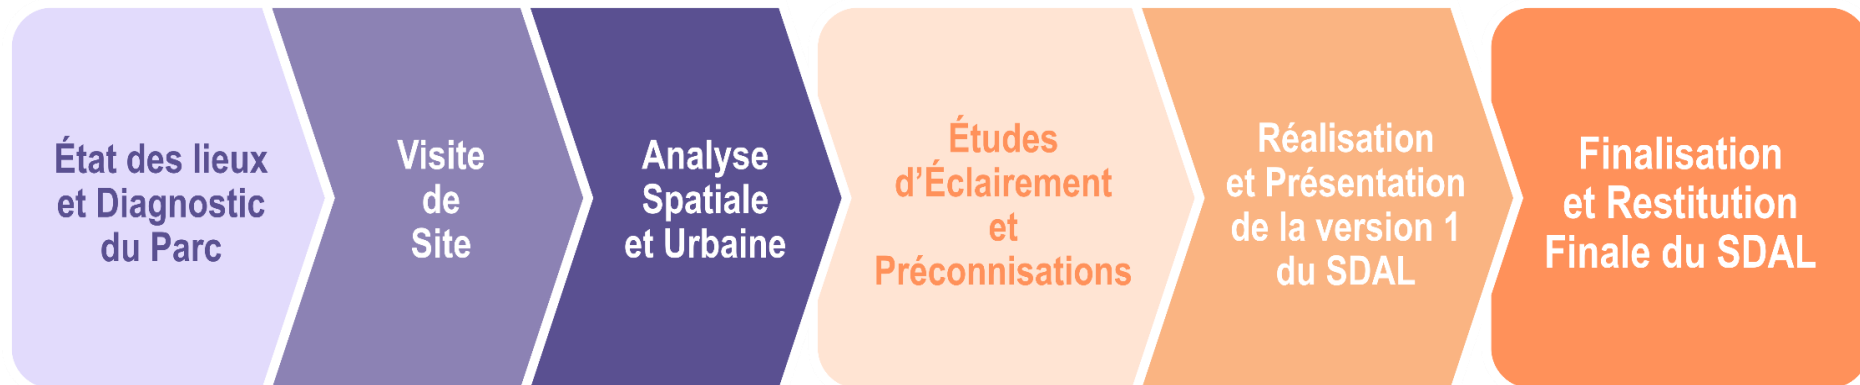 État des lieux
et Diagnostic
du Parc
Visite
de
Site
Analyse
Spatiale
et Urbaine
Études
d’Éclairement
et
Préconnisations
Réalisation
et Présentation
de la version 1
du SDAL
Finalisation
et Restitution
Finale du SDAL